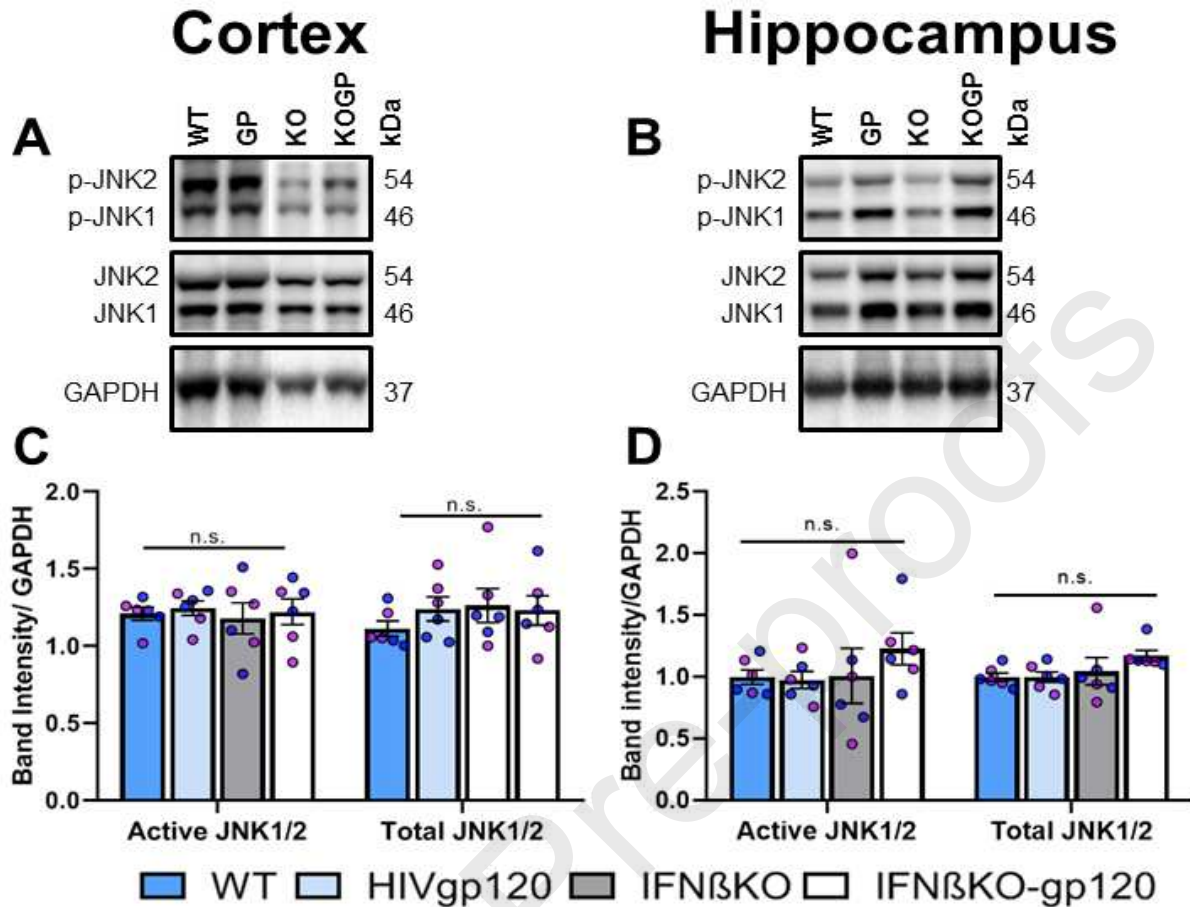 Cortex
Hippocampus
A
WT GP KO KOGP kDa
p-JNK2 54
p-JNK1 46
JNK2 54
JNK1 46
GAPDH 37
B
WT GP KO KOGP kDa
p-JNK2 54
p-JNK1 46
JNK2 54
JNK1 46
GAPDH 37
C
Band Intensity/ GAPDH
2.0
1.5
1.0
0.5
0.0
n.s.
n.s.
Active JNK1/2 Total JNK1/2
D
Band intensity/GAPDH
2.5
2.0
1.5
1.0
0.5
0.0
n.s.
n.s.
Active JNK1/2 Total JNK1/2
WT HIVgp120 IFNßKO IFNßKO-gp120
Pre-proofs